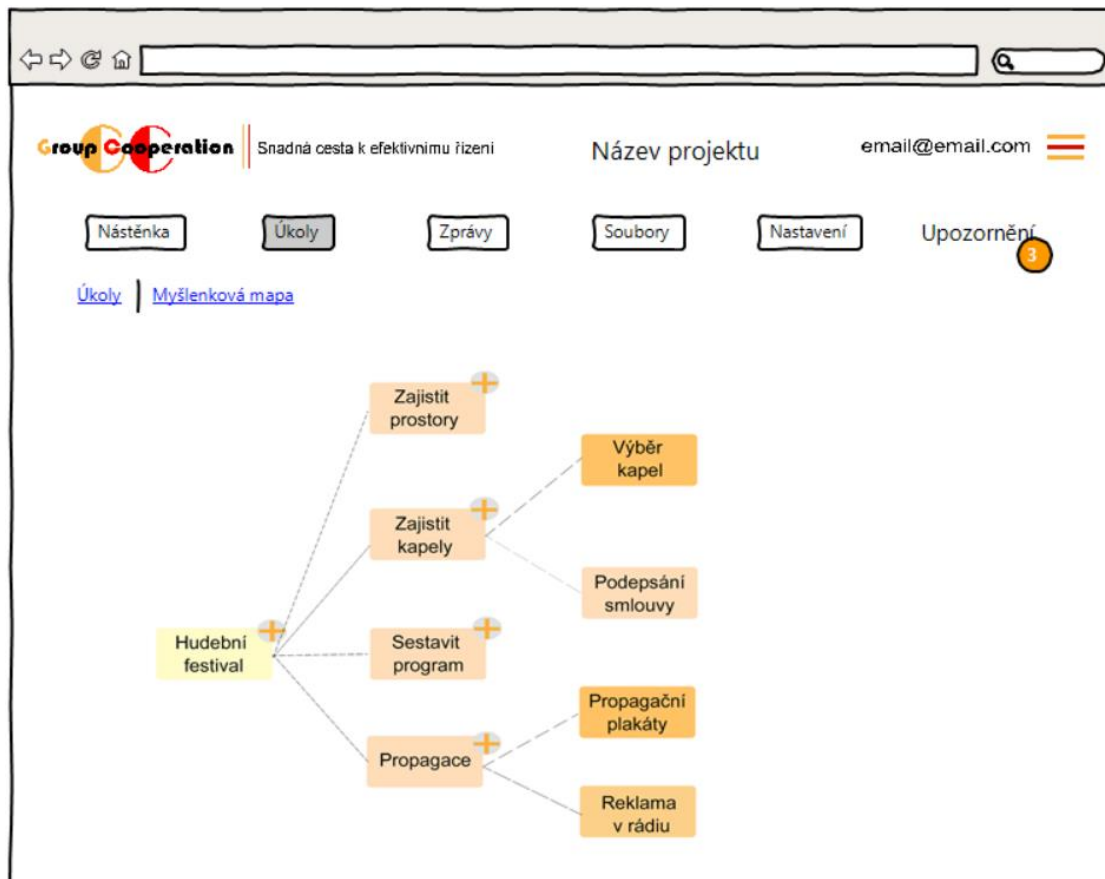 Group Cooperation
Snadná cesta k efektivnimu řízení
Název projektu
email@email.com
Nástěnka
Úkoly
Zprávy
Soubory
Nastavení
Upozornění
3
Úkoly
Myšlenková mapa
Zajistit
prostory
Výběr
kapel
Zajistit
kapely
Podepsání
smlouvy
Hudební
festival
Sestavit
program
Propagační
plakáty
Propagace
Reklama
v rádiu